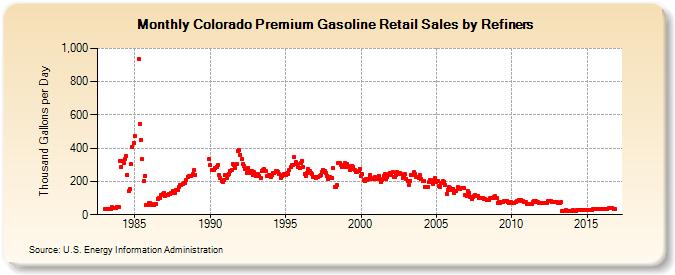 Monthly Colorado Premium Gasoline Retail Sales by Refiners
Thousand Gallons per Day
1,000
800
600
400
200
0
1985 1990 1995 2000 2005 2010 2015
Source: U.S. Energy Information Administration